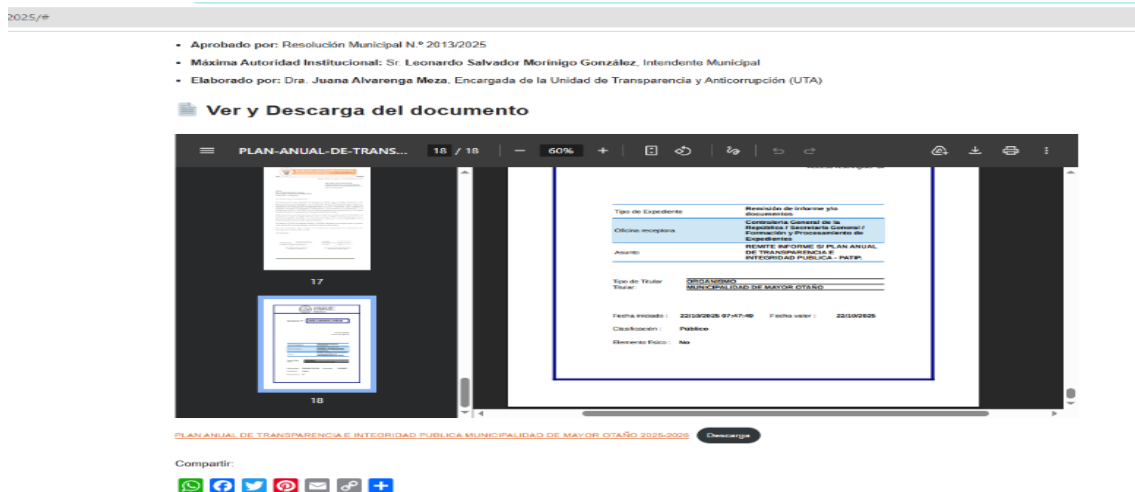 2025/#
• Aprobado por: Resolución Municipal N.º 2013/2025
• Máxima Autoridad Institucional: Sr. Leonardo Salvador Morínigo González, Intendente Municipal
• Elaborado por: Dra. Juana Alvarenga Meza, Encargada de la Unidad de Transparencia y Anticorrupción (UTA)
Ver y Descarga del documento
PLAN-ANUAL-DE-TRANS... 18 / 18 60%
17
18
Tipo de Expediente Remisión de informe y/o documentos
Oficina receptora Contraloría General de la República / Secretaría General / Formación y Procesamiento de Expedientes
Asunto REMITE INFORME S/ PLAN ANUAL DE TRANSPARENCIA E INTEGRIDAD PUBLICA - PATIP.
Tipo de Titular ORGANISMO
Titular: MUNICIPALIDAD DE MAYOR OTAÑO
Fecha iniciado : 22/10/2025 07:47:49 Fecha valor : 22/10/2025
Clasificación : Público
Elemento Físico : No
PLAN ANUAL DE TRANSPARENCIA E INTEGRIDAD PUBLICA MUNICIPALIDAD DE MAYOR OTAÑO 2025-2026 Descarga
Compartir: